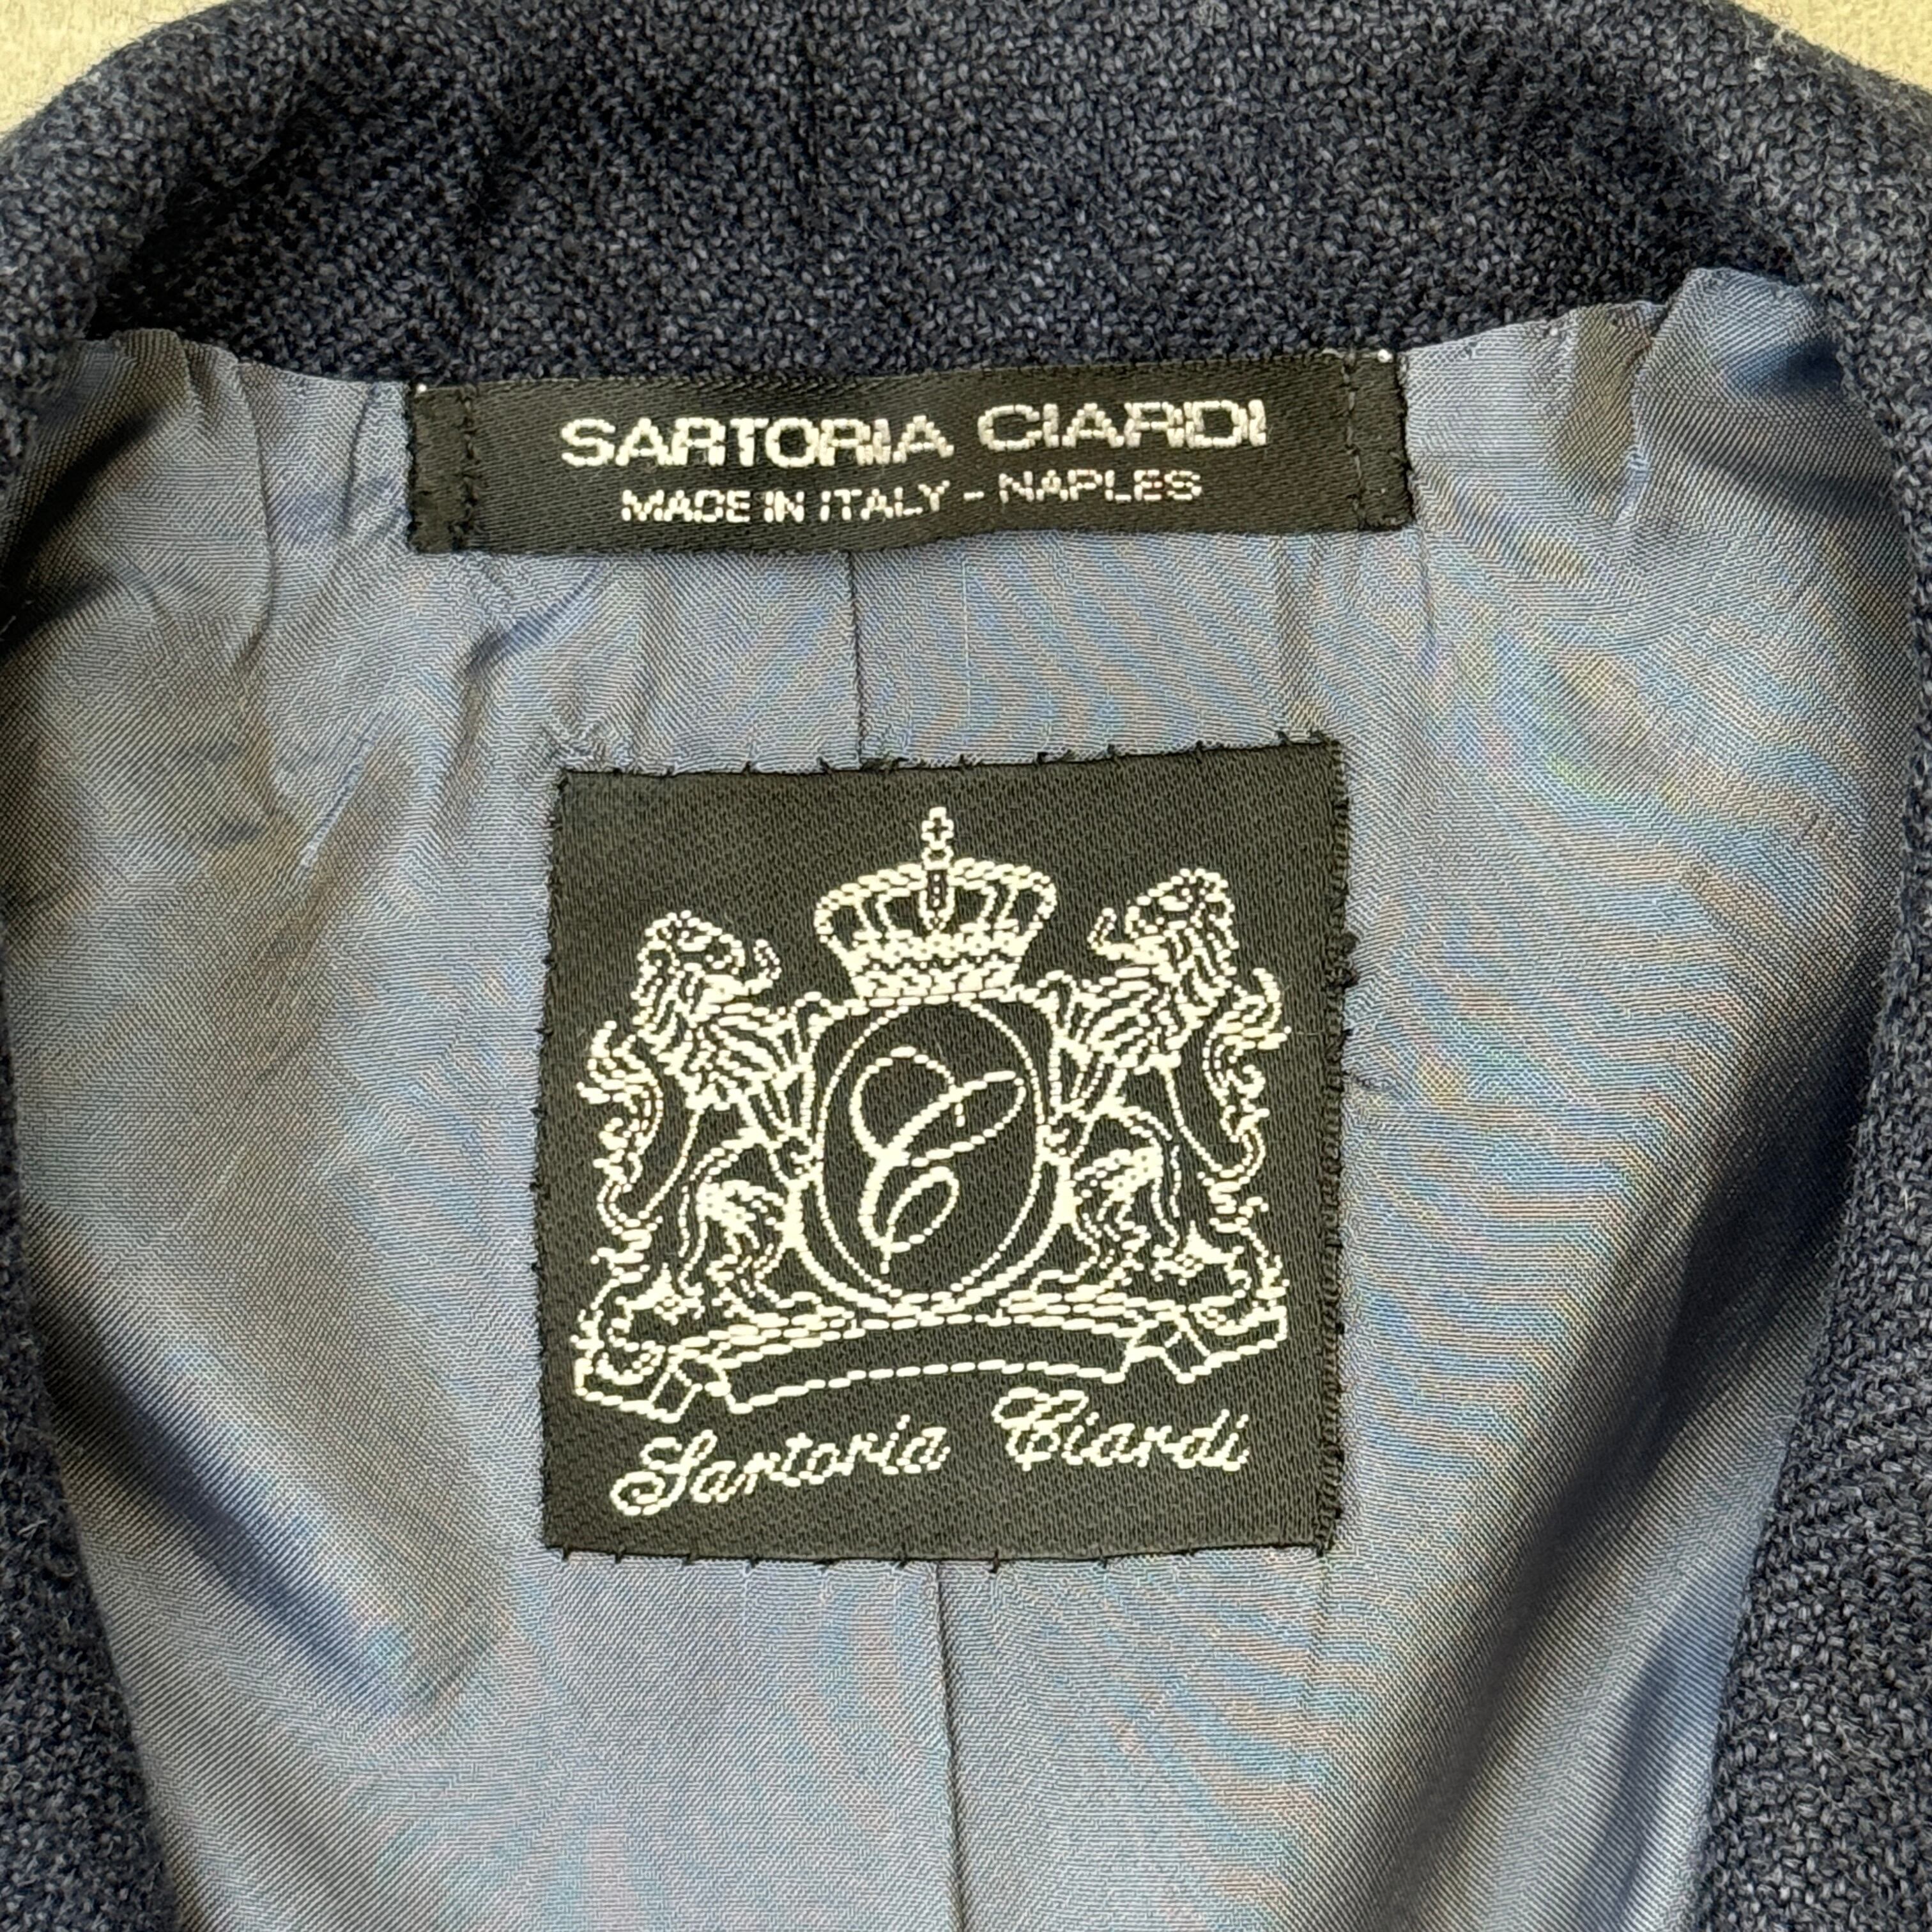 SARTORIA CIARDI
MADE IN ITALY - NAPLES
C
Sartoria Ciardi